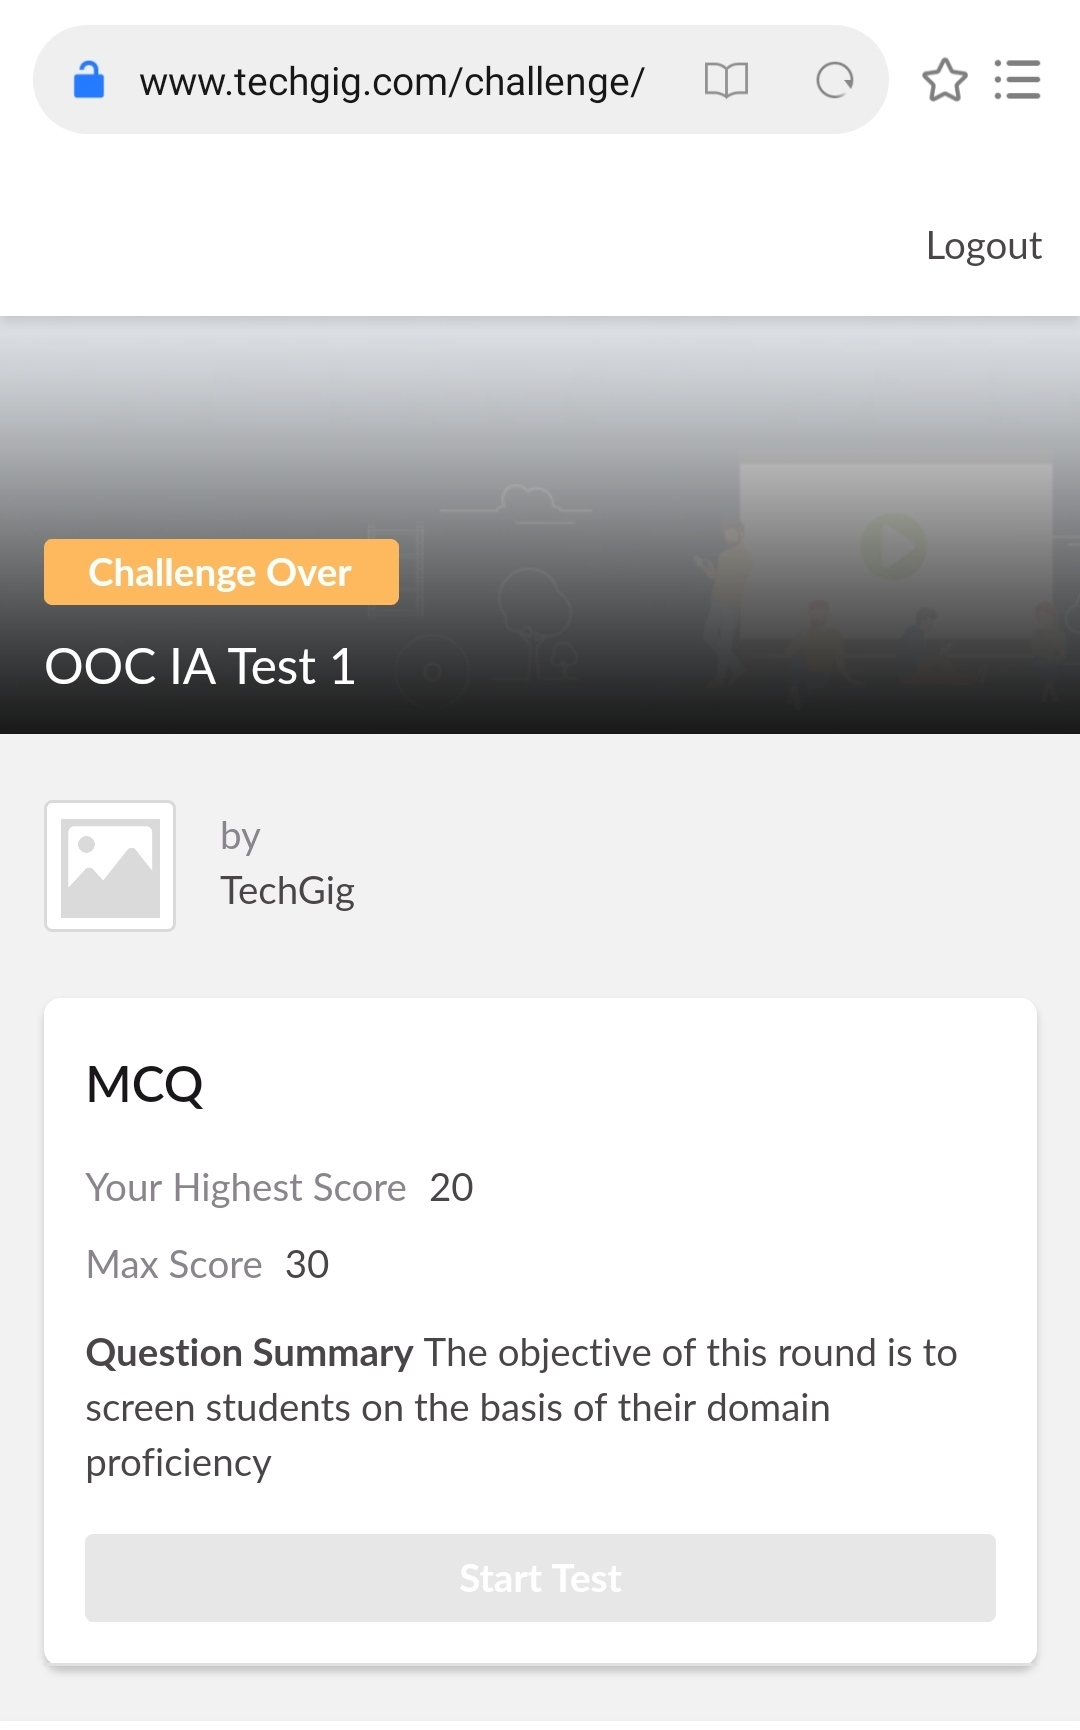 www.techgig.com/challenge/
Logout
Challenge Over
OOC IA Test 1
by
TechGig
MCQ
Your Highest Score 20
Max Score 30
Question Summary The objective of this round is to
screen students on the basis of their domain
proficiency
Start Test